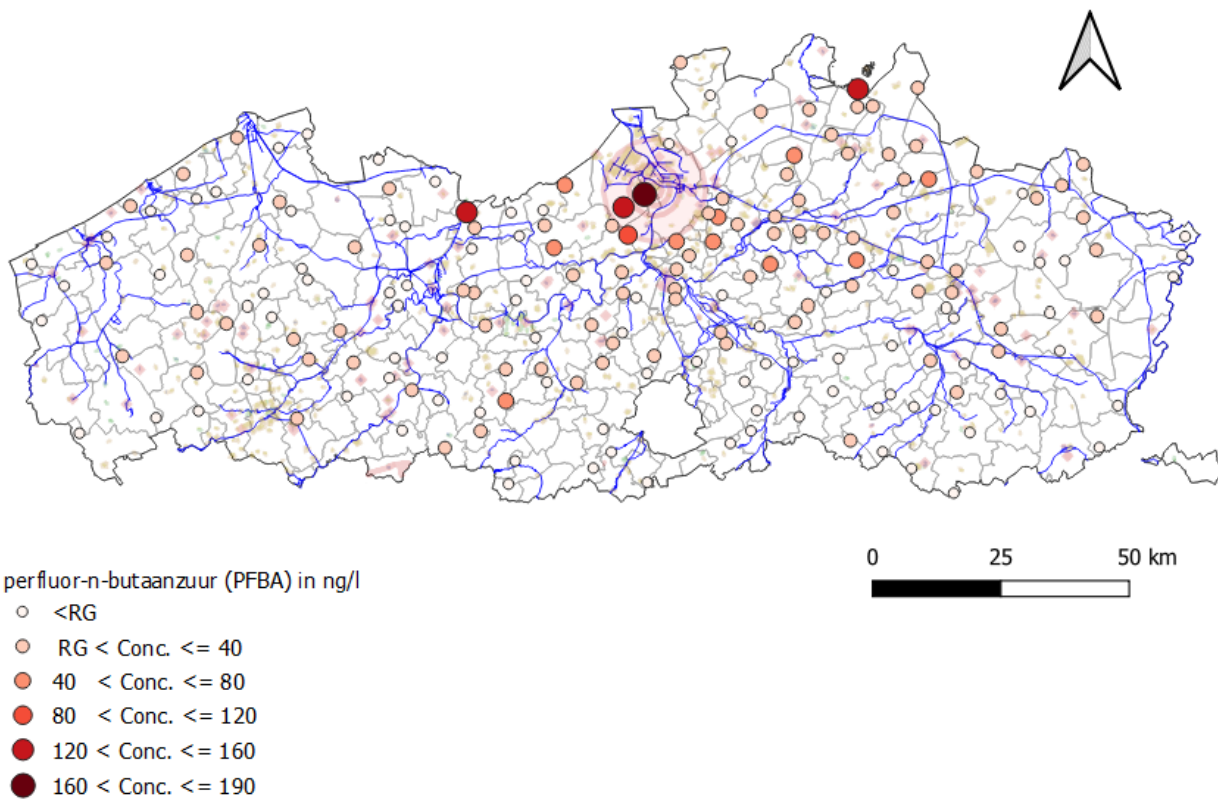 0 25 50 km
perfluor-n-butaanzuur (PFBA) in ng/l
<RG
RG < Conc. <= 40
40 < Conc. <= 80
80 < Conc. <= 120
120 < Conc. <= 160
160 < Conc. <= 190